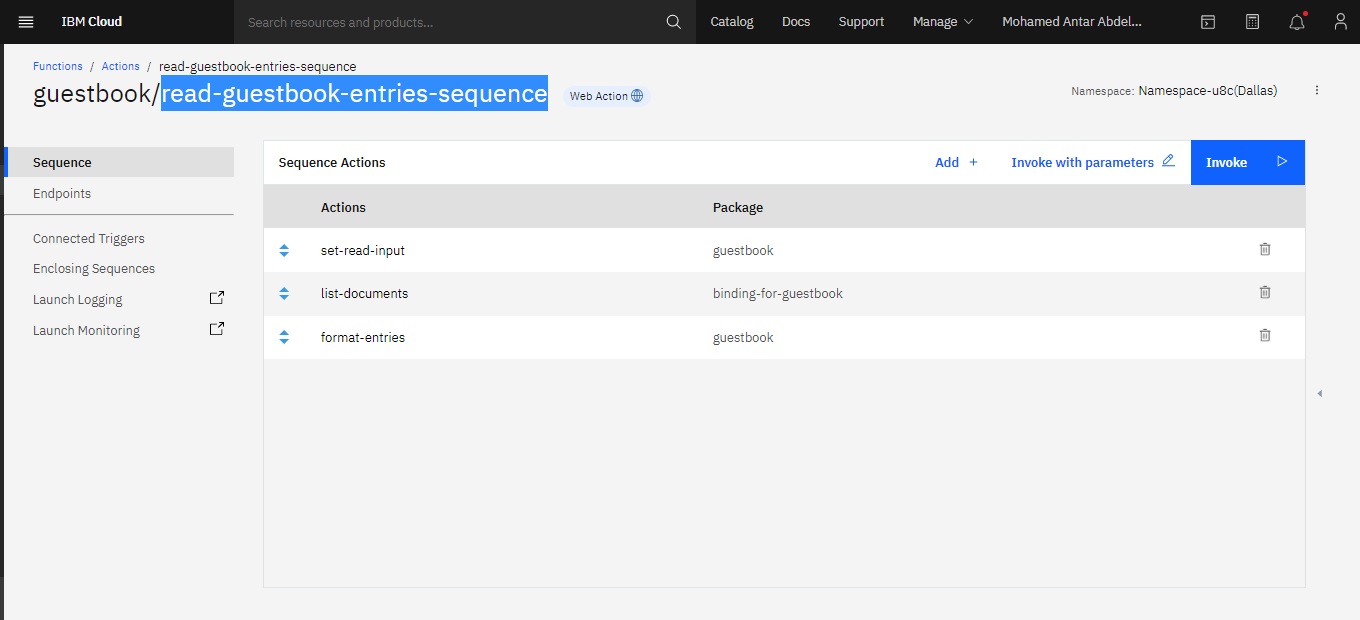 IBM Cloud
Search resources and products...
Catalog
Docs
Support
Manage
Mohamed Antar Abdel...
Functions / Actions / read-guestbook-entries-sequence
guestbook/read-guestbook-entries-sequence
Web Action
Namespace: Namespace-u8c(Dallas)
Sequence
Endpoints
Connected Triggers
Enclosing Sequences
Launch Logging
Launch Monitoring
Sequence Actions
Add +
Invoke with parameters
Invoke
Actions Package
set-read-input guestbook
list-documents binding-for-guestbook
format-entries guestbook